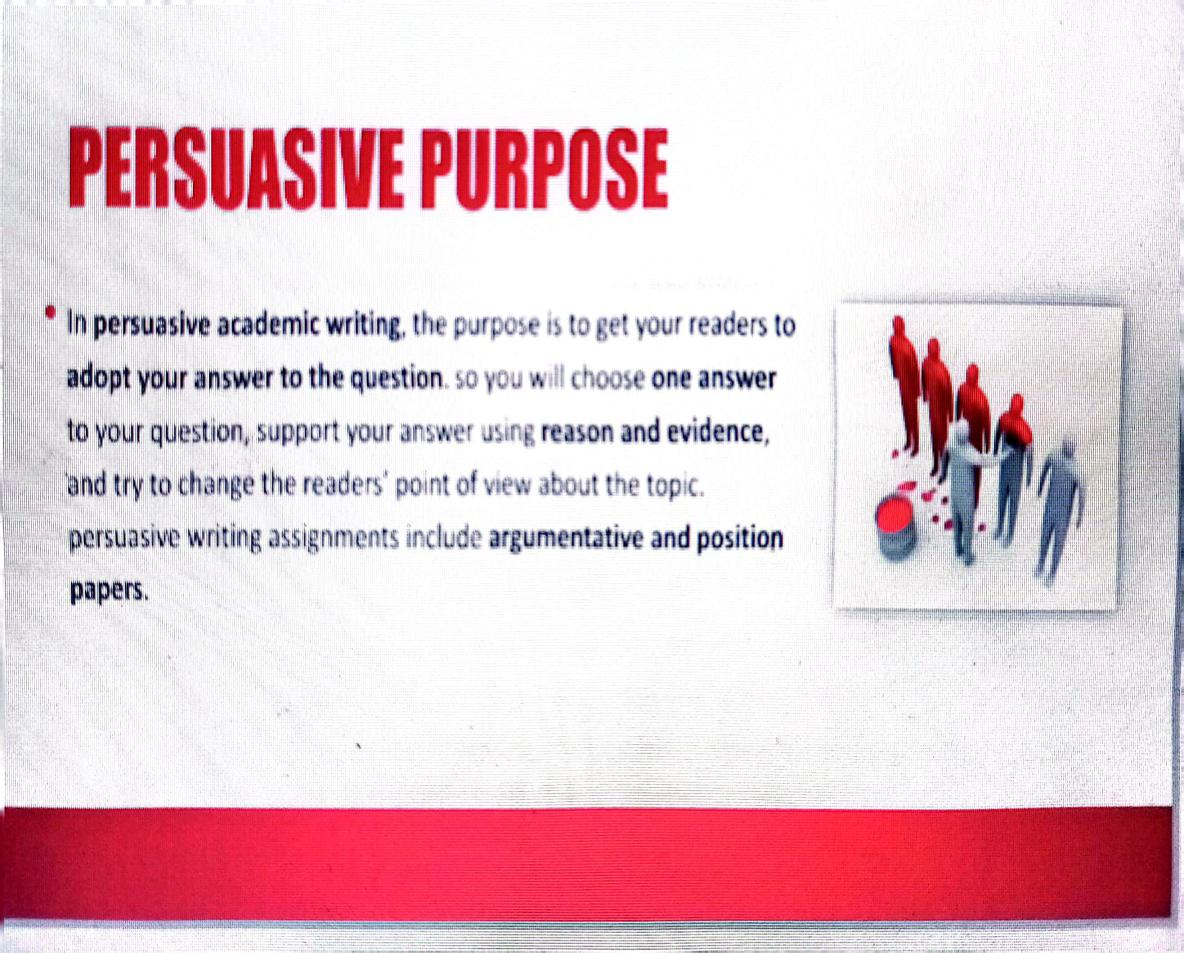 PERSUASIVE PURPOSE
• In persuasive academic writing, the purpose is to get your readers to
adopt your answer to the question. so you will choose one answer
to your question, support your answer using reason and evidence,
and try to change the readers' point of view about the topic.
persuasive writing assignments include argumentative and position
papers.